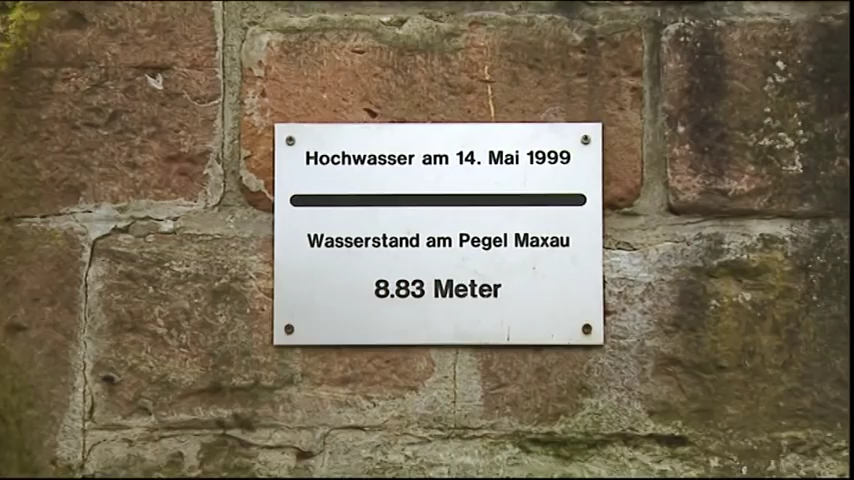 Hochwasser am 14. Mai 1999
Wasserstand am Pegel Maxau
8.83 Meter